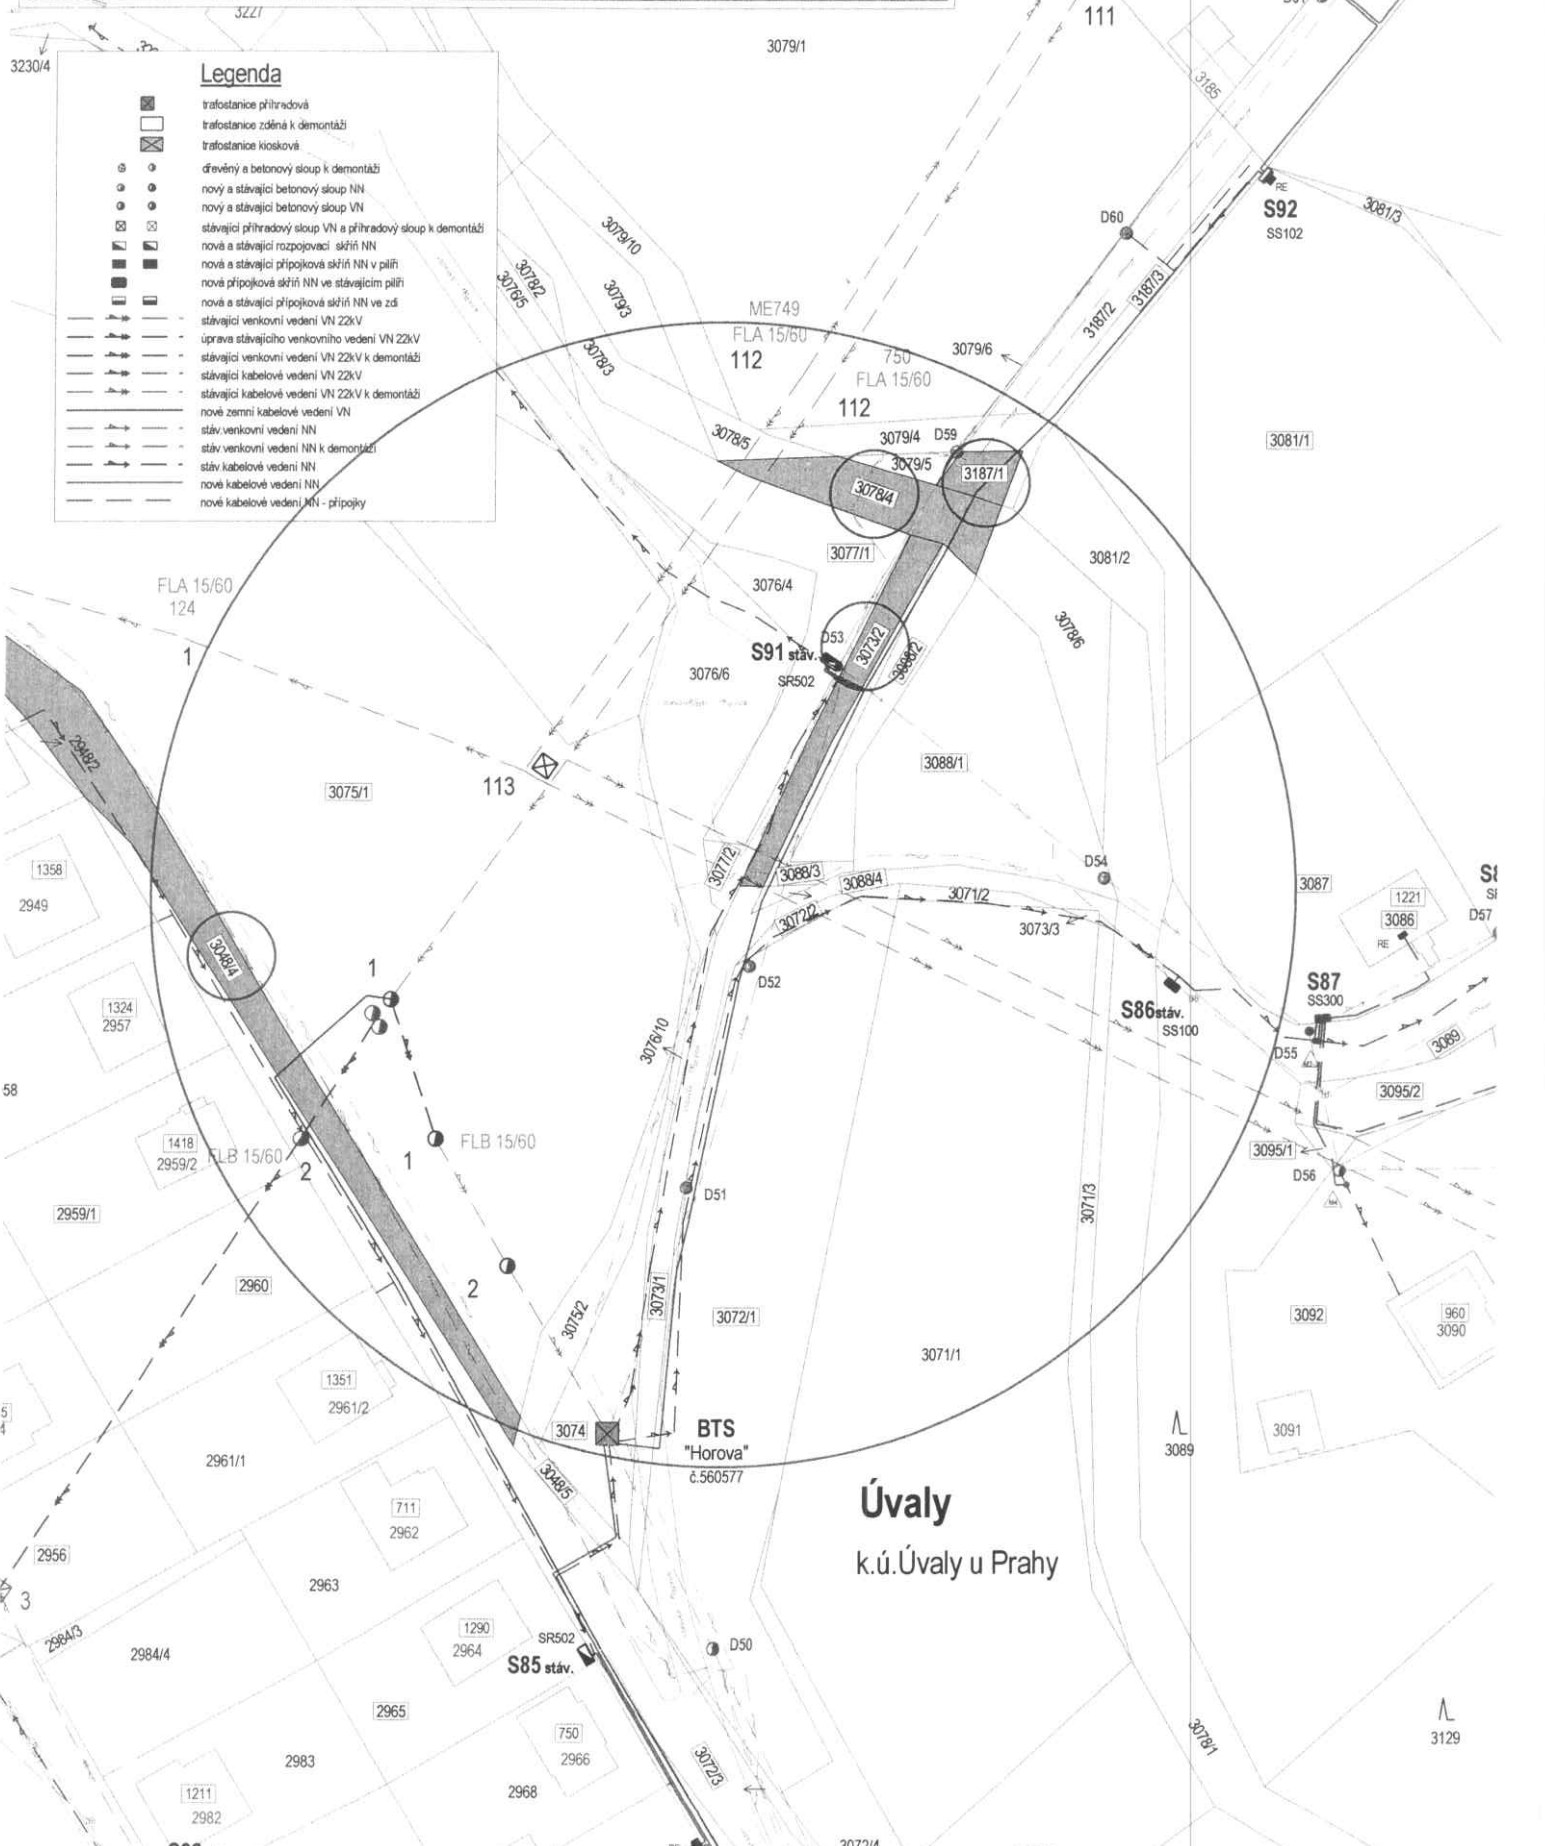 111
3079/1
3230/4
3185
Legenda
trafostanice příhradová
trafostanice zděná k demontáži
trafostanice kiosková
dřevěný a betonový sloup k demontáži
nový a stávající betonový sloup NN
nový a stávající betonový sloup VN
stávající příhradový sloup VN a příhradový sloup k demontáži
nová a stávající rozpojovací skříň NN
nová a stávající přípojková skříň NN v pilíři
nová přípojková skříň NN ve stávajícím pilíři
nová a stávající přípojková skříň NN ve zdi
stávající venkovní vedení VN 22kV
úprava stávajícího venkovního vedení VN 22kV
stávající venkovní vedení VN 22kV k demontáži
stávající kabelové vedení VN 22kV
stávající kabelové vedení VN 22kV k demontáži
nové zemní kabelové vedení VN
stáv.venkovní vedení NN
stáv.venkovní vedení NN k demontáži
stáv.kabelové vedení NN
nové kabelové vedení NN
nové kabelové vedení NN - přípojky
RE
S92
SS102
3081/3
D60
3079/10
3078/2
3076/5
3079/3
3187/3
3187/2
ME749
FLA 15/60
112
750
FLA 15/60
112
3079/6
3078/3
3078/5
3079/4
D59
3079/5
3187/1
3081/1
3078/4
3077/1
3081/2
3076/4
FLA 15/60
124
1
3078/6
D53
3073/2
S91 stáv.
SR502
3076/6
2948/2
3088/1
113
3075/1
1358
2949
3077/2
3088/3
3088/4
D54
3071/2
3087
1221
3086
RE
D57
3072/2
3073/3
3048/4
1
D52
S86stáv.
SS100
S87
SS300
D55
3089
1324
2957
3076/10
58
3095/2
1418
2959/2
FLB 15/60
2
1
FLB 15/60
3095/1
D56
D51
3071/3
2959/1
2960
2
3073/1
3075/2
3072/1
3071/1
3092
960
3090
1351
2961/2
3074
BTS
"Horova"
č.560577
3089
3091
2961/1
3048/5
Úvaly
k.ú.Úvaly u Prahy
711
2962
2956
3
2963
2984/3
2984/4
1290
2964
SR502
S85 stáv.
D50
2965
750
2966
3072/3
3078/1
3129
2983
2968
1211
2982